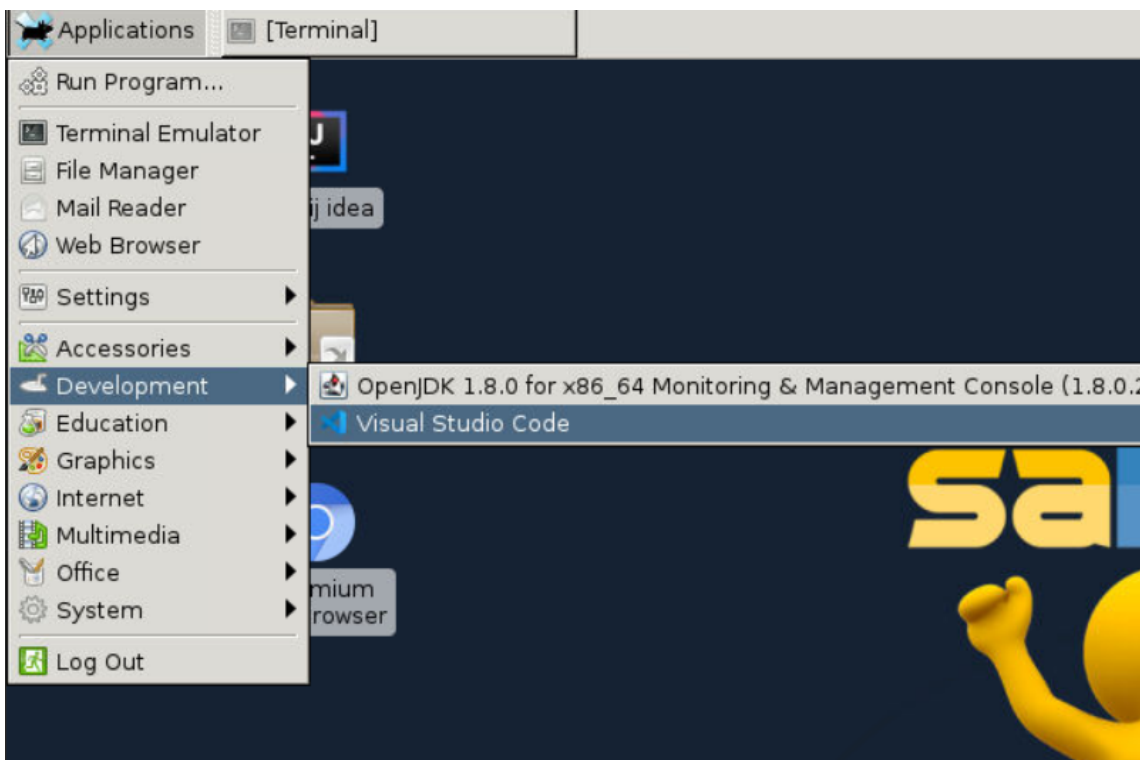 Applications [Terminal]
Run Program...
Terminal Emulator
File Manager
Mail Reader
ij idea
Web Browser
Settings
Accessories
Development
OpenJDK 1.8.0 for x86_64 Monitoring & Management Console (1.8.0.2
Education
Visual Studio Code
Graphics
Internet
Multimedia
Office
mium
System
rowser
Log Out
sa